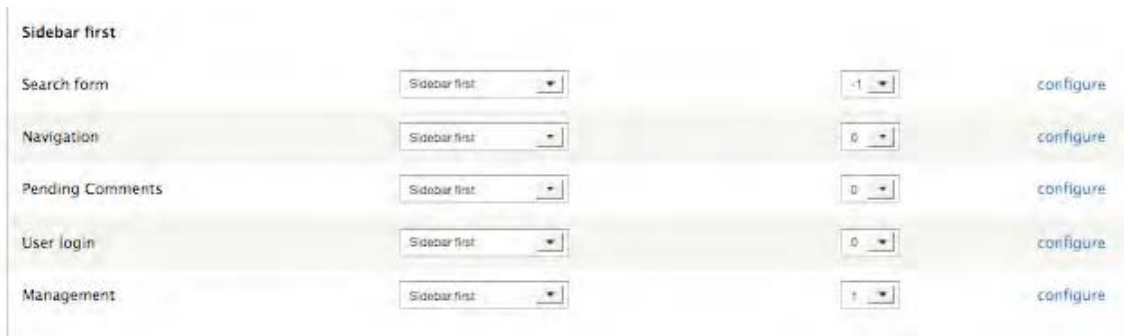 Sidebar first
Search form Sidebar first -1 configure
Navigation Sidebar first 0 configure
Pending Comments Sidebar first 0 configure
User login Sidebar first 0 configure
Management Sidebar first 1 configure